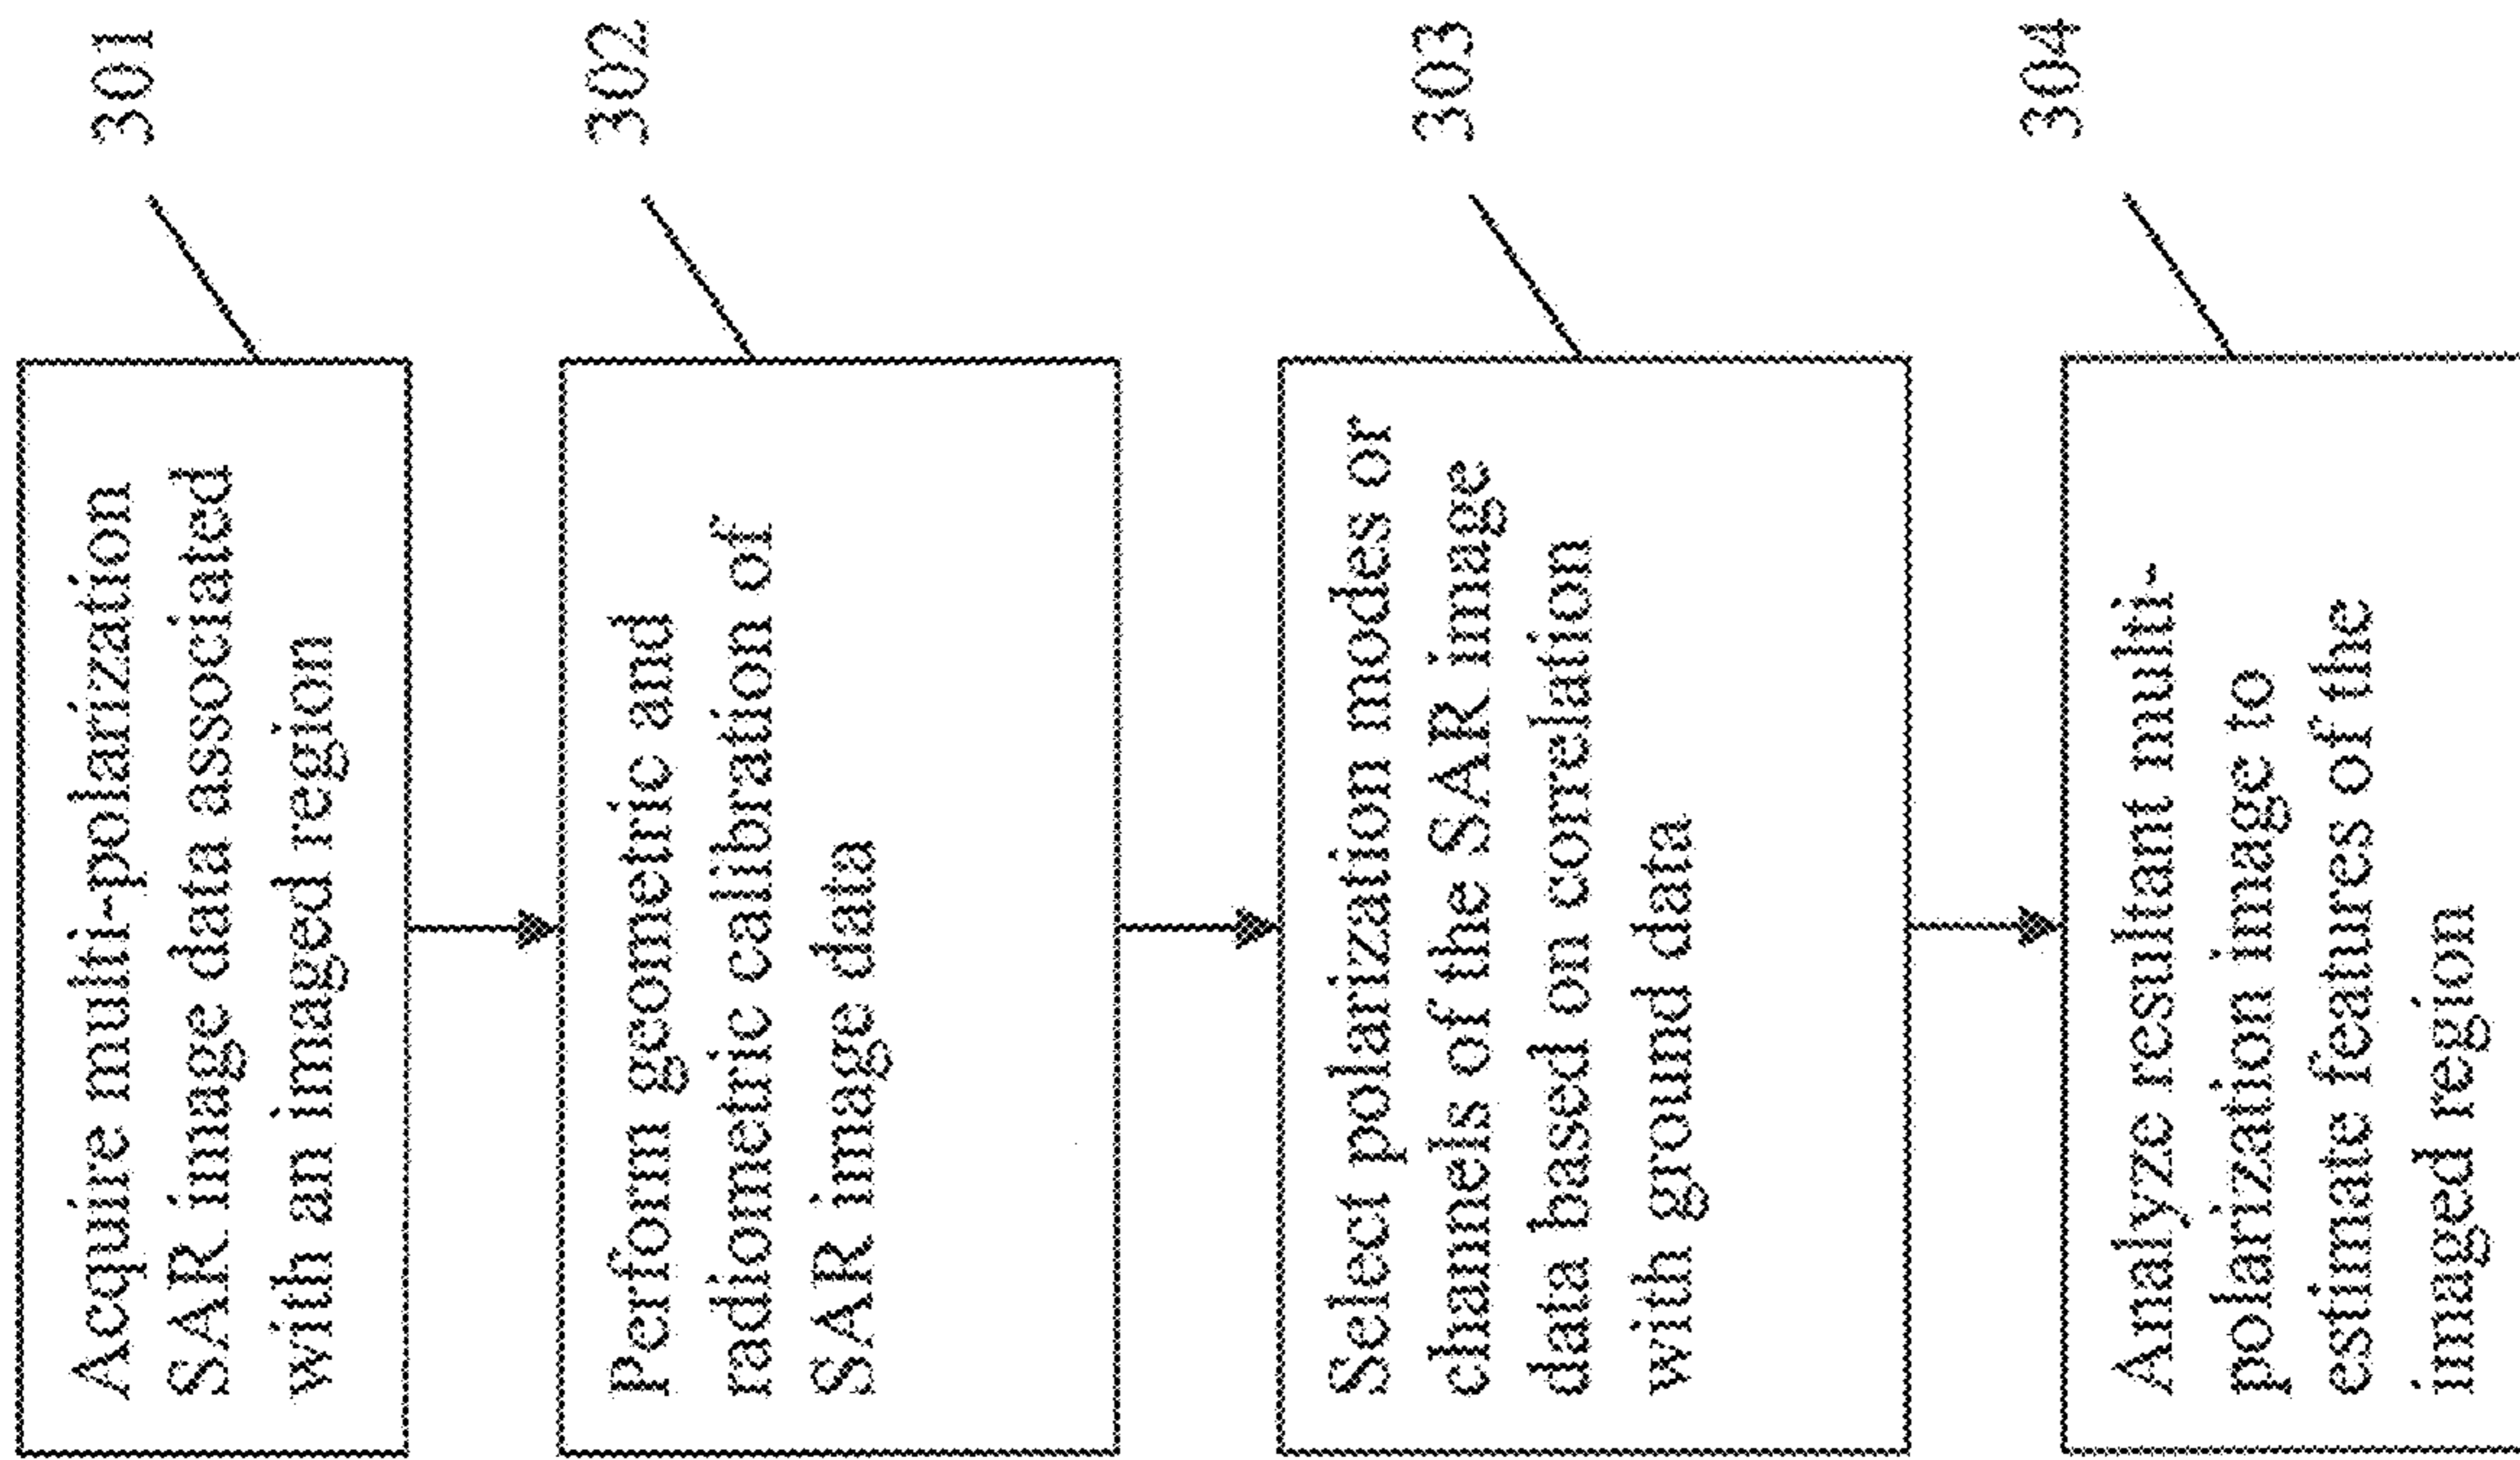 Acquire multi-polarization
SAR image data associated
with an imaged region
301
Perform geometric and
radiometric calibration of
SAR image data
302
Select polarization modes or
channels of the SAR image
data based on correlation
with ground data
303
Analyze resultant multi-
polarization image to
estimate features of the
imaged region
304